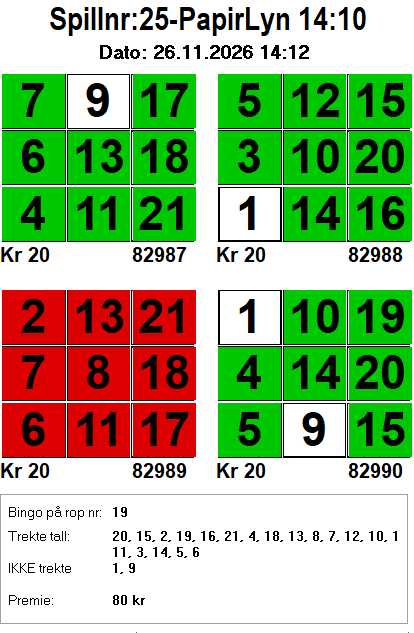 Spillnr:25-PapirLyn 14:10
Dato: 26.11.2026 14:12
7 9 17 5 12 15
6 13 18 3 10 20
4 11 21 1 14 16
Kr 20 82987 Kr 20 82988
2 13 21 1 10 19
7 8 18 4 14 20
6 11 17 5 9 15
Kr 20 82989 Kr 20 82990
Bingo på rop nr: 19
Trekte tall: 20, 15, 2, 19, 16, 21, 4, 18, 13, 8, 7, 12, 10, 1
11, 3, 14, 5, 6
IKKE trekte 1, 9
Premie: 80 kr